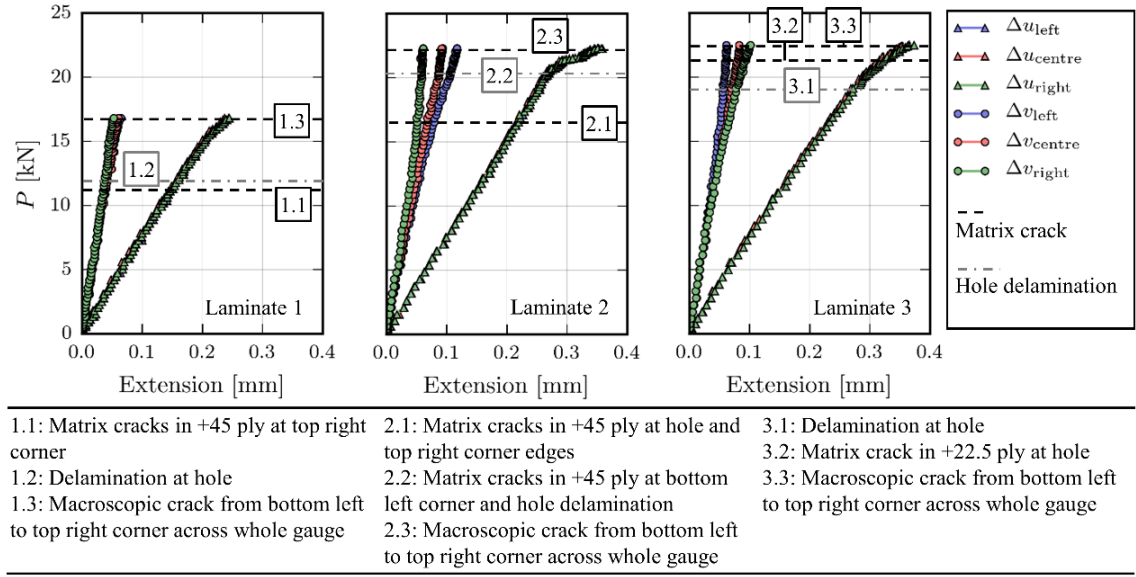 25
20
15
10
5
0
P [kN]
1.3
1.2
1.1
Laminate 1
0.0 0.1 0.2 0.3 0.4
Extension [mm]
2.3
2.2
2.1
Laminate 2
0.0 0.1 0.2 0.3 0.4
Extension [mm]
3.2 3.3
3.1
Laminate 3
0.0 0.1 0.2 0.3 0.4
Extension [mm]
Δu_left
Δu_centre
Δu_right
Δv_left
Δv_centre
Δv_right
Matrix crack
Hole delamination
1.1: Matrix cracks in +45 ply at top right
corner
1.2: Delamination at hole
1.3: Macroscopic crack from bottom left
to top right corner across whole gauge
2.1: Matrix cracks in +45 ply at hole and
top right corner edges
2.2: Matrix cracks in +45 ply at bottom
left corner and hole delamination
2.3: Macroscopic crack from bottom left
to top right corner across whole gauge
3.1: Delamination at hole
3.2: Matrix crack in +22.5 ply at hole
3.3: Macroscopic crack from bottom left
to top right corner across whole gauge